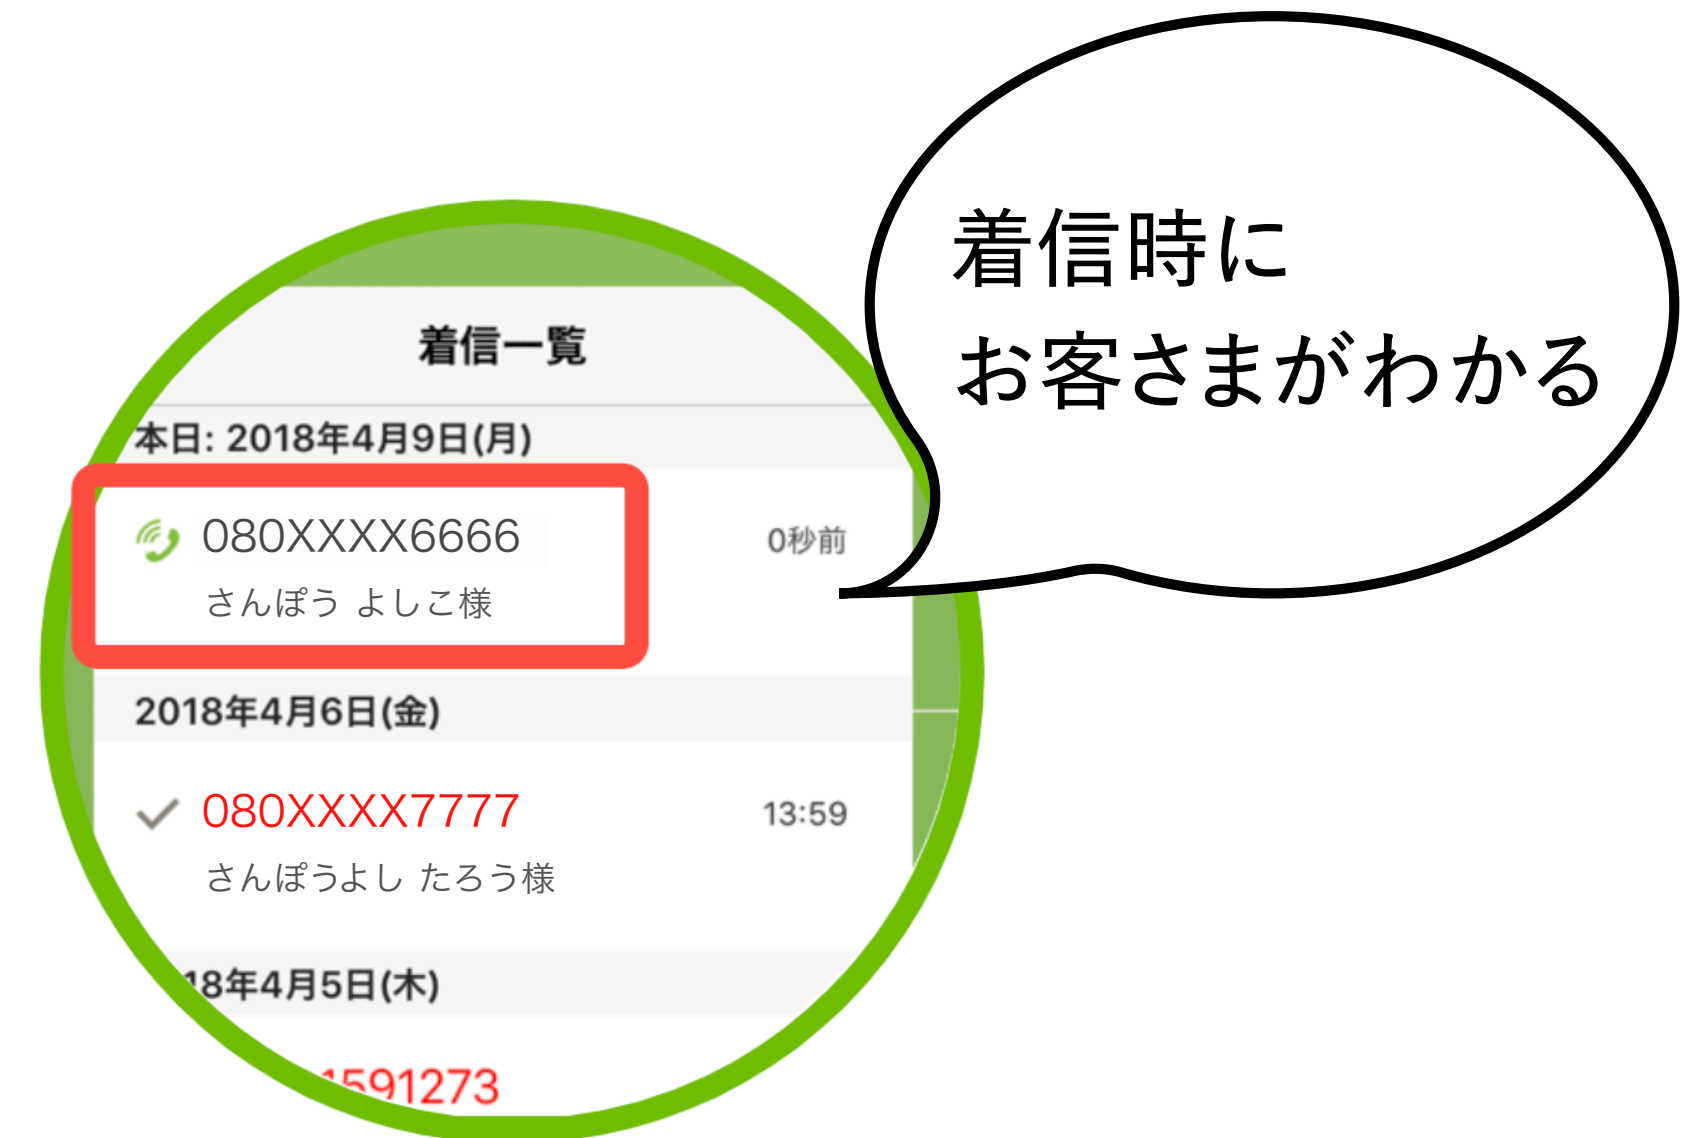 着信時に
お客さまがわかる
着信一覧
本日: 2018年4月9日(月)
080XXXX6666
0秒前
さんぽう よしこ様
2018年4月6日(金)
080XXXX7777
13:59
さんぽうよし たろう様
18年4月5日(木)
1591273